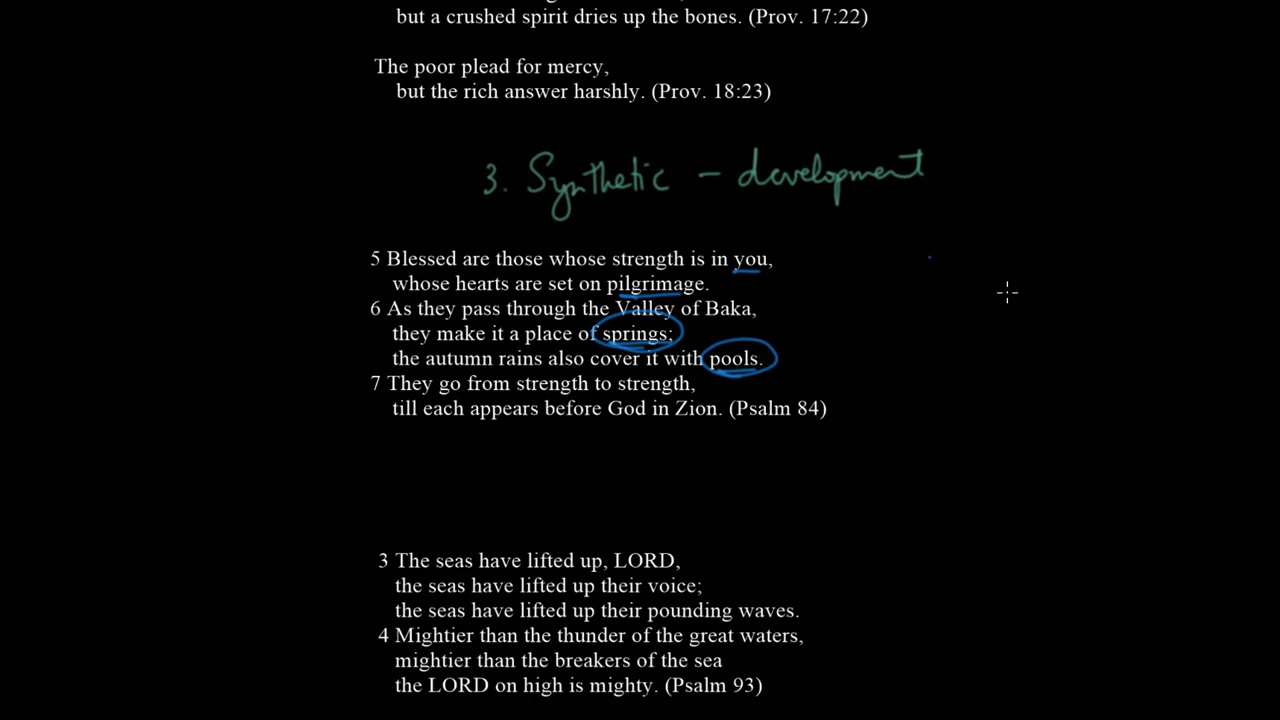 but a crushed spirit dries up the bones. (Prov. 17:22)
The poor plead for mercy,
but the rich answer harshly. (Prov. 18:23)
3. Synthetic - development
5 Blessed are those whose strength is in you,
whose hearts are set on pilgrimage.
6 As they pass through the Valley of Baka,
they make it a place of springs;
the autumn rains also cover it with pools.
7 They go from strength to strength,
till each appears before God in Zion. (Psalm 84)
3 The seas have lifted up, LORD,
the seas have lifted up their voice;
the seas have lifted up their pounding waves.
4 Mightier than the thunder of the great waters,
mightier than the breakers of the sea
the LORD on high is mighty. (Psalm 93)